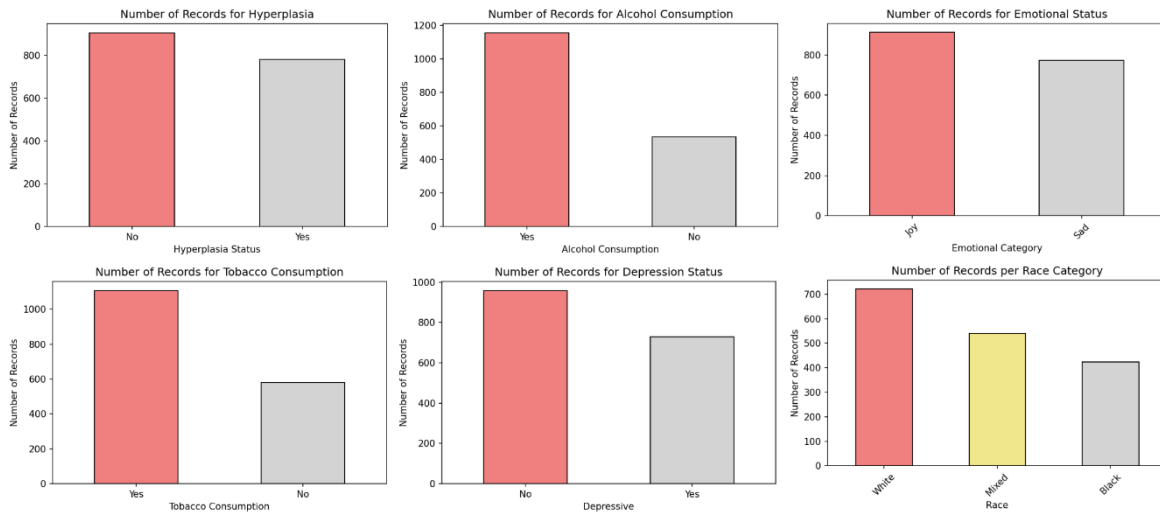 Number of Records for Hyperplasia
Number of Records
800
600
400
200
0
No
Yes
Hyperplasia Status
Number of Records for Alcohol Consumption
Number of Records
1200
1000
800
600
400
200
0
Yes
No
Alcohol Consumption
Number of Records for Emotional Status
Number of Records
800
600
400
200
0
Joy
Sad
Emotional Category
Number of Records for Tobacco Consumption
Number of Records
1000
800
600
400
200
0
Yes
No
Tobacco Consumption
Number of Records for Depression Status
Number of Records
1000
800
600
400
200
0
No
Yes
Depressive
Number of Records per Race Category
Number of Records
700
600
500
400
300
200
100
0
White
Mixed
Black
Race